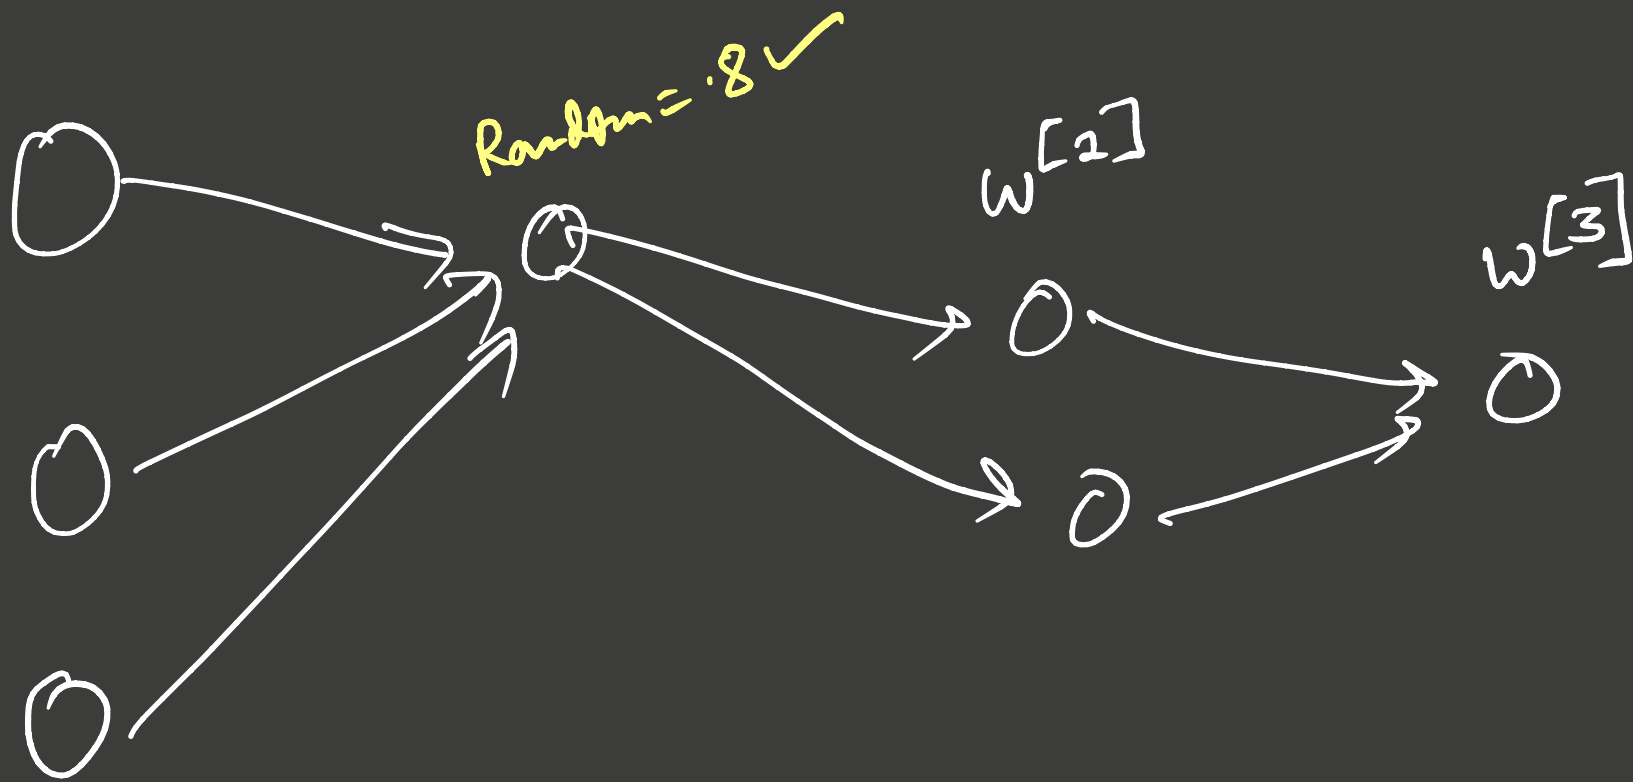 Random = .8 ✓
W[2]
W[3]